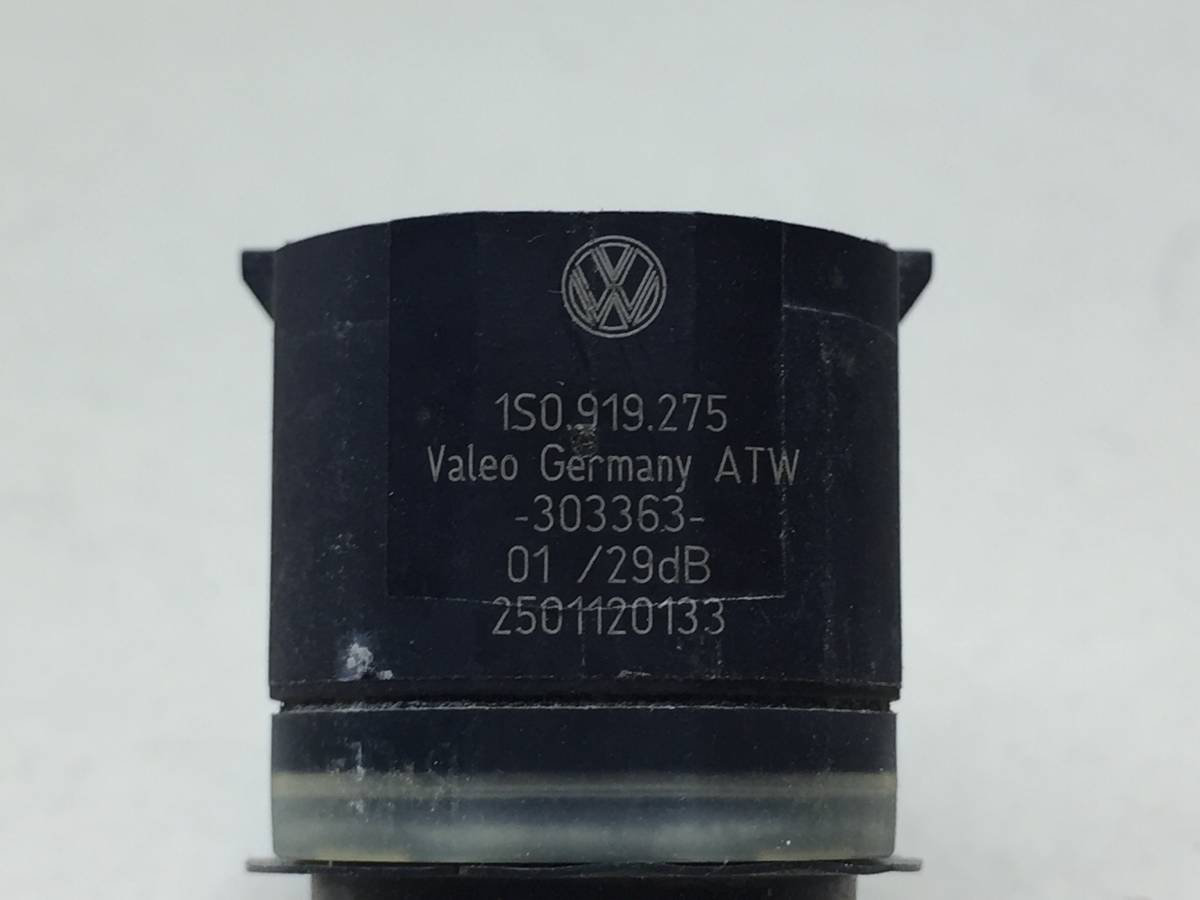 1S0.919.275
Valeo Germany ATW
-303363-
01 /29dB
2501120133